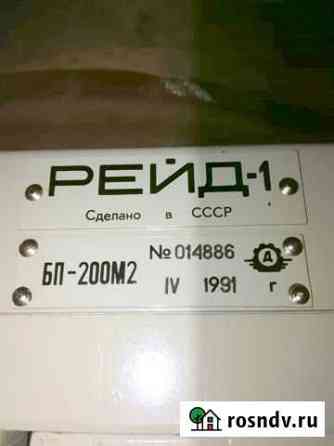 РЕЙД-1
Сделано в СССР
БП-200М2 № 014886
IV 1991 г
Д
rosndv.ru